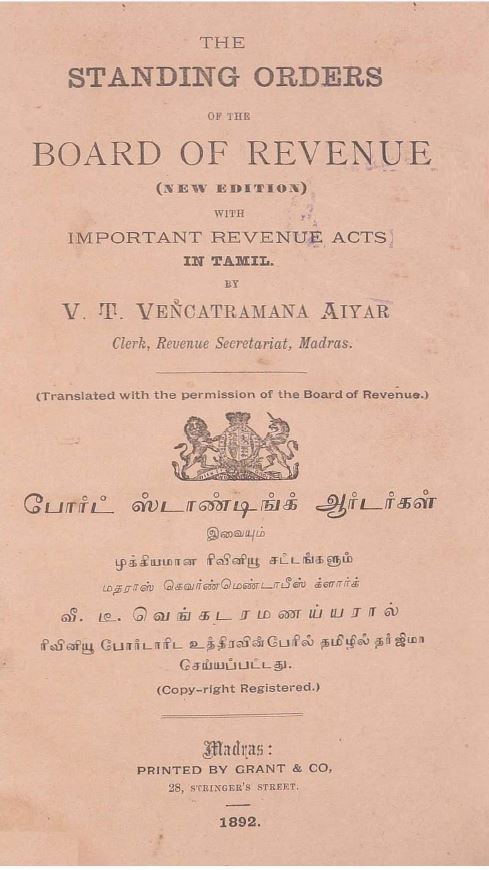 THE
STANDING ORDERS
OF THE
BOARD OF REVENUE
(NEW EDITION)
WITH
IMPORTANT REVENUE ACTS
IN TAMIL.
BY
V. T. VENCATRAMANA AIYAR
Clerk, Revenue Secretariat, Madras.
(Translated with the permission of the Board of Revenue.)
போர்ட் ஸ்டாண்டிங்க் ஆர்டர்கள்
இவையும்
முக்கியமான ரிவினியூ சட்டங்களும்
மதராஸ் கெவர்ண்மெண்டாபீஸ் க்ளார்க்
வீ. டீ. வெங்கடரமணய்யரால்
ரிவினியூ போர்டாரிட உத்திரவின்பேரில் தமிழில் தர்ஜிமா
செய்யப்பட்டது.
(Copy-right Registered.)
Madras:
PRINTED BY GRANT & CO,
28, STRINGER'S STREET.
1892.